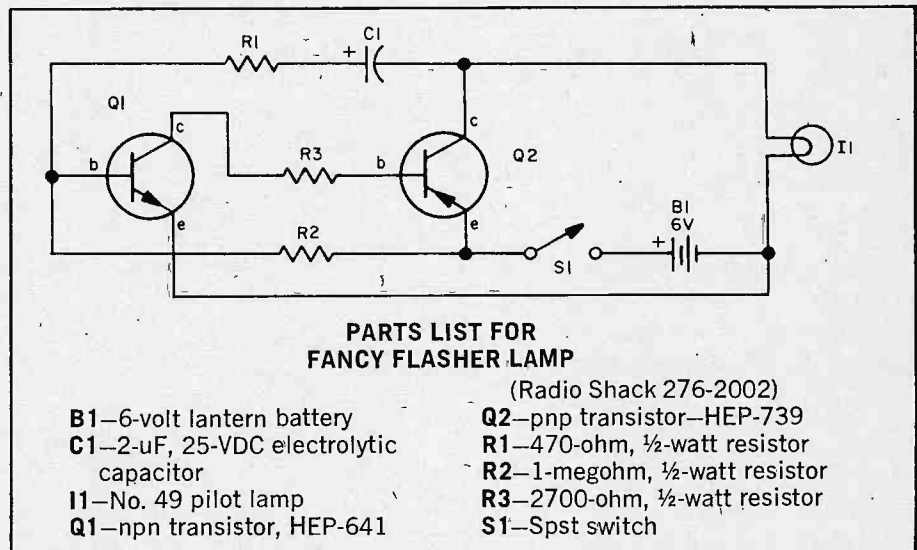 R1
C1
+
Q1
c
b
e
R3
b
c
Q2
e
I1
R2
S1
B1
6V
+
PARTS LIST FOR
FANCY FLASHER LAMP
B1—6-volt lantern battery
C1—2-uF, 25-VDC electrolytic
capacitor
I1—No. 49 pilot lamp
Q1—npn transistor, HEP-641
(Radio Shack 276-2002)
Q2—pnp transistor—HEP-739
R1—470-ohm, ½-watt resistor
R2—1-megohm, ½-watt resistor
R3—2700-ohm, ½-watt resistor
S1—Spst switch